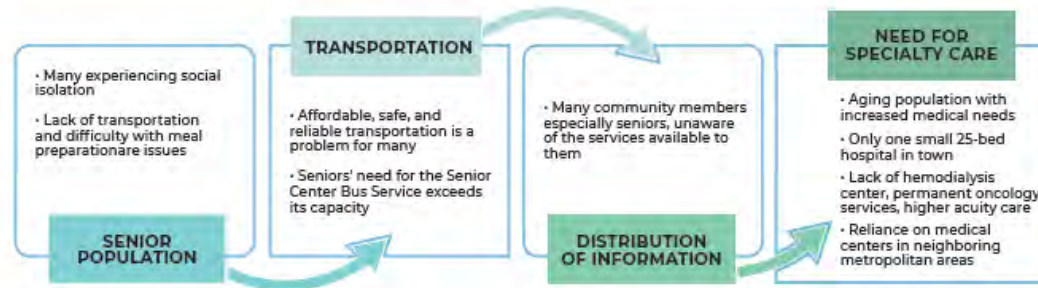 • Many experiencing social
isolation
• Lack of transportation
and difficulty with meal
preparationare issues
SENIOR
POPULATION
TRANSPORTATION
• Affordable, safe, and
reliable transportation is a
problem for many
• Seniors' need for the Senior
Center Bus Service exceeds
its capacity
• Many community members
especially seniors, unaware
of the services available to
them
DISTRIBUTION
OF INFORMATION
NEED FOR
SPECIALTY CARE
• Aging population with
increased medical needs
• Only one small 25-bed
hospital in town
• Lack of hemodialysis
center, permanent oncology
services, higher acuity care
• Reliance on medical
centers in neighboring
metropolitan areas